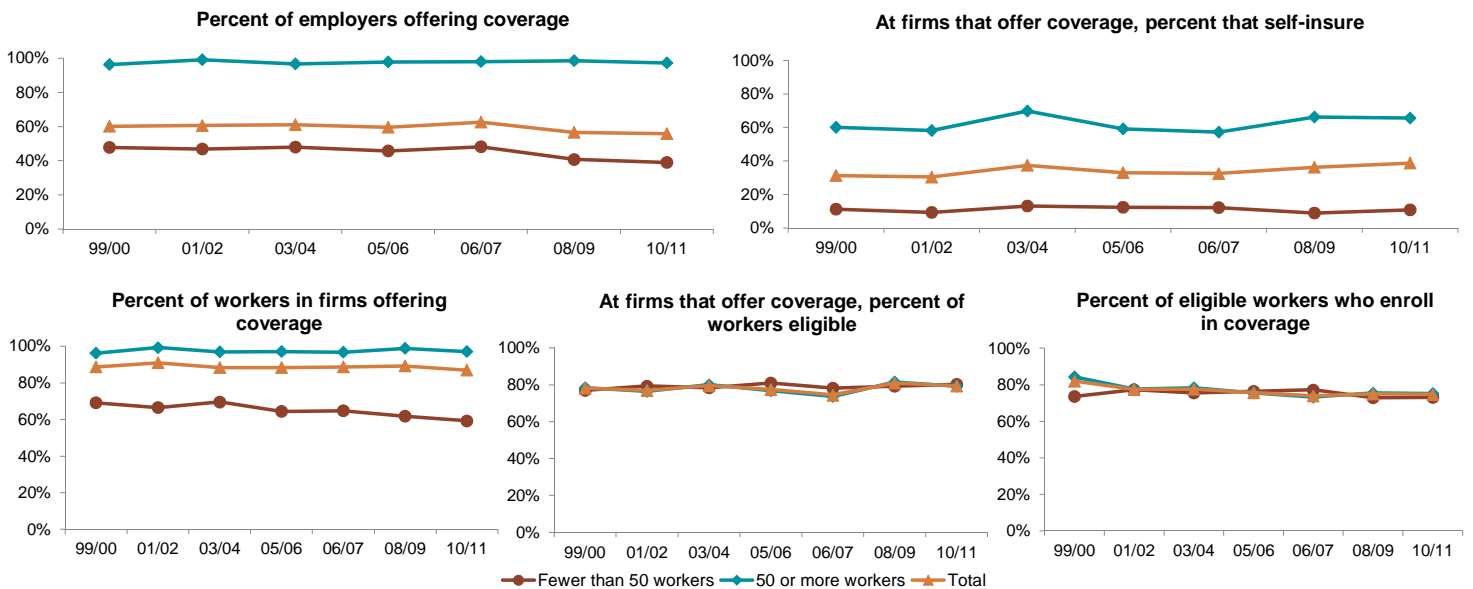 Percent of employers offering coverage
100%
80%
60%
40%
20%
0%
99/00 01/02 03/04 05/06 06/07 08/09 10/11
At firms that offer coverage, percent that self-insure
100%
80%
60%
40%
20%
0%
99/00 01/02 03/04 05/06 06/07 08/09 10/11
Percent of workers in firms offering
coverage
100%
80%
60%
40%
20%
0%
99/00 01/02 03/04 05/06 06/07 08/09 10/11
At firms that offer coverage, percent of
workers eligible
100%
80%
60%
40%
20%
0%
99/00 01/02 03/04 05/06 06/07 08/09 10/11
Percent of eligible workers who enroll
in coverage
100%
80%
60%
40%
20%
0%
99/00 01/02 03/04 05/06 06/07 08/09 10/11
Fewer than 50 workers 50 or more workers Total